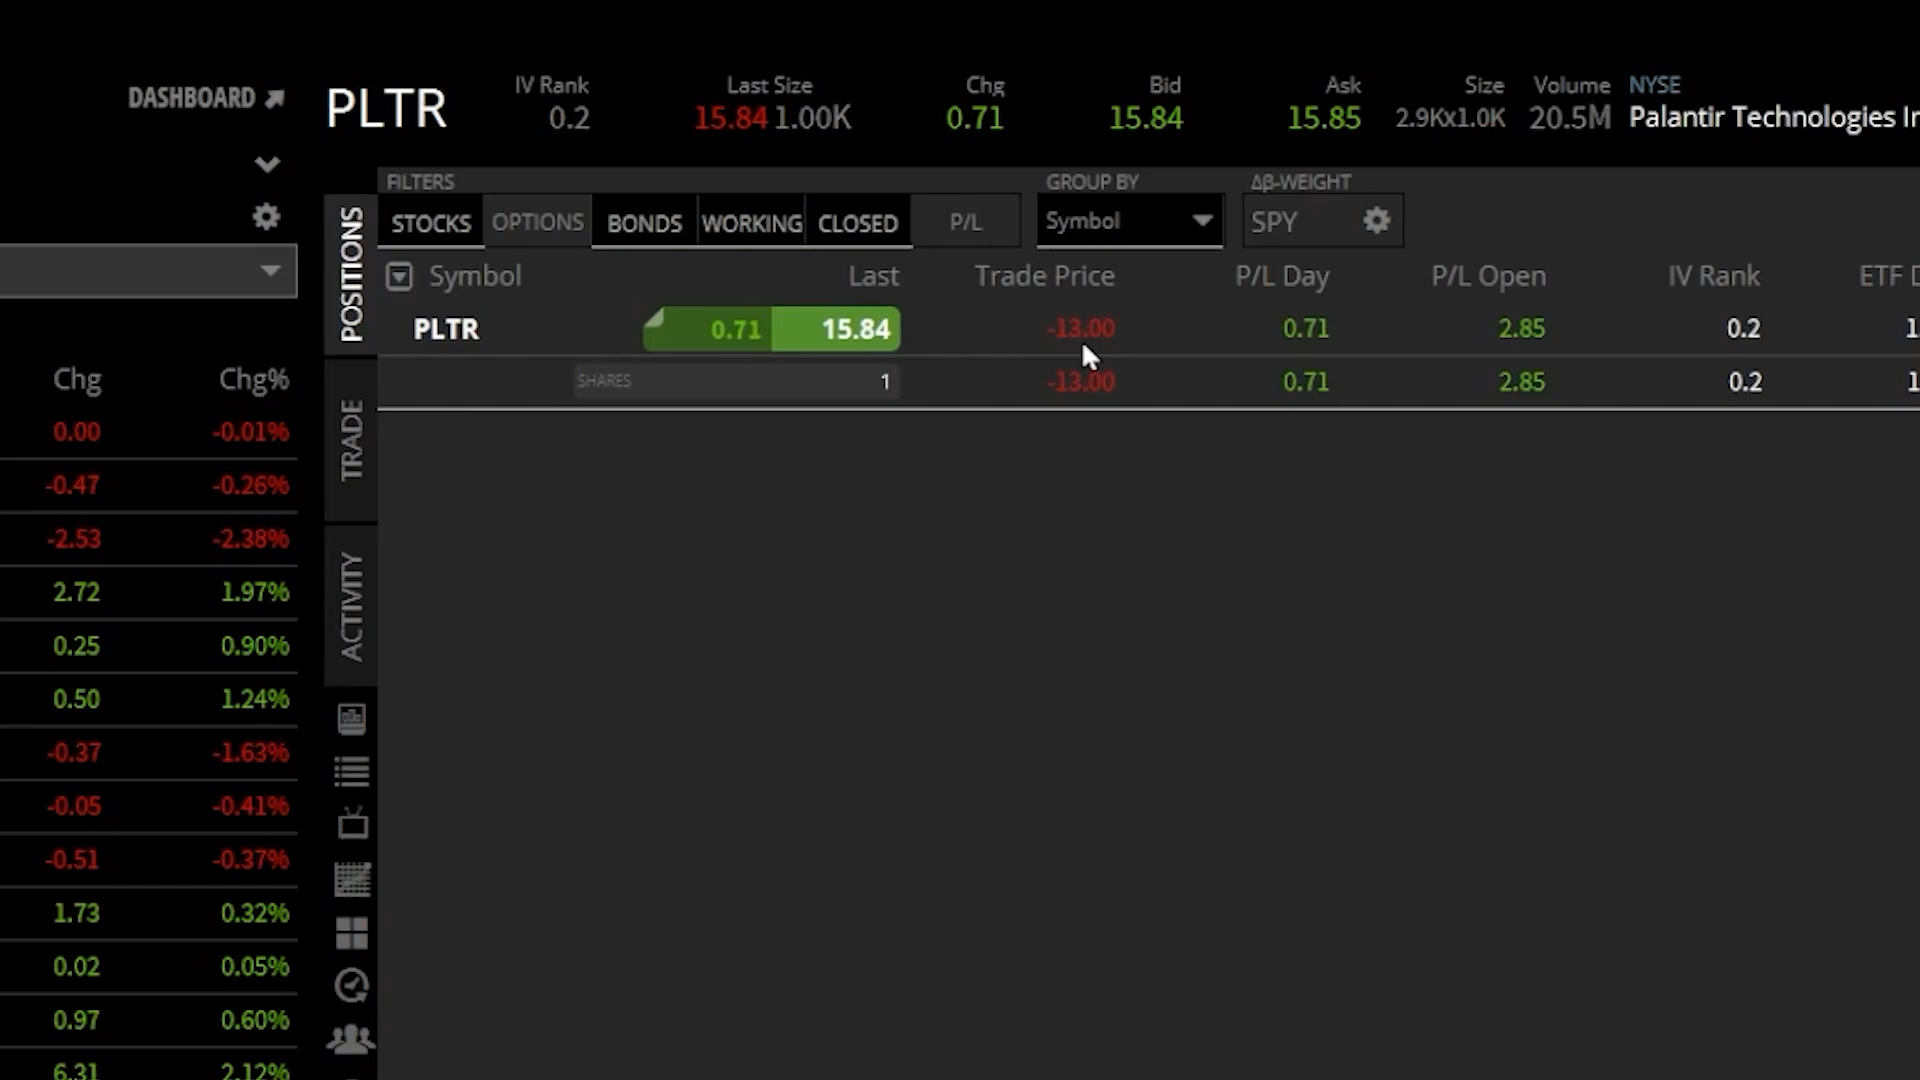 DASHBOARD
PLTR
IV Rank
0.2
Last Size
15.84 1.00K
Chg
0.71
Bid
15.84
Ask
15.85
Size
2.9Kx1.0K
Volume
20.5M
NYSE
Palantir Technologies
FILTERS
STOCKS OPTIONS BONDS WORKING CLOSED P/L
GROUP BY
Symbol
Δβ-WEIGHT
SPY
POSITIONS
TRADE
ACTIVITY
Symbol Last Trade Price P/L Day P/L Open IV Rank ETF
PLTR 0.71 15.84 -13.00 0.71 2.85 0.2 1.
SHARES 1 -13.00 0.71 2.85 0.2 1
Chg Chg%
0.00 -0.01%
-0.47 -0.26%
-2.53 -2.38%
2.72 1.97%
0.25 0.90%
0.50 1.24%
-0.37 -1.63%
-0.05 -0.41%
-0.51 -0.37%
1.73 0.32%
0.02 0.05%
0.97 0.60%
6.31 2.12%